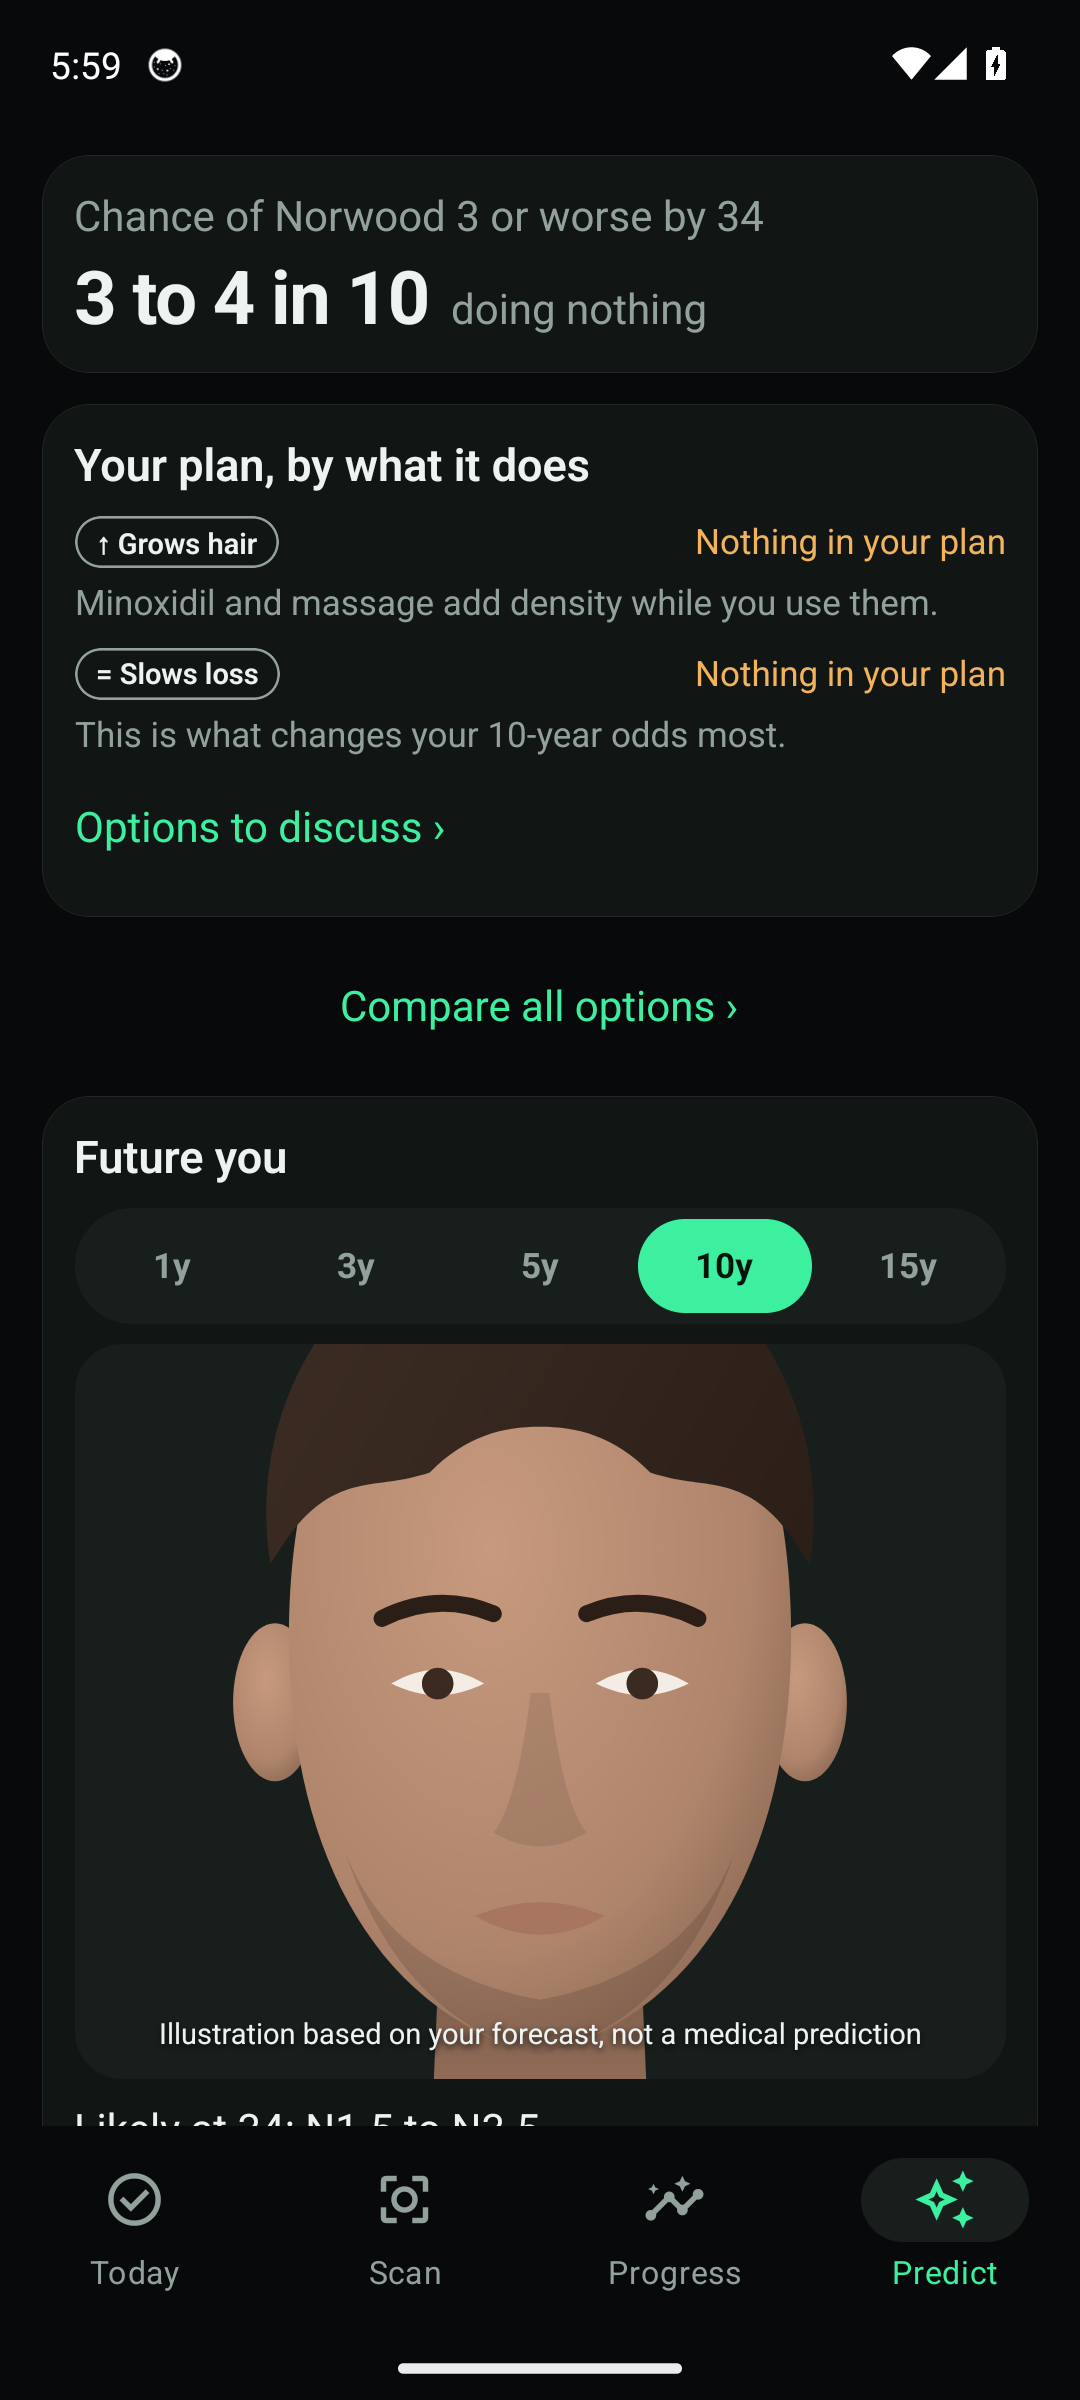 5:59
Chance of Norwood 3 or worse by 34
3 to 4 in 10 doing nothing
Your plan, by what it does
↑ Grows hair Nothing in your plan
Minoxidil and massage add density while you use them.
= Slows loss Nothing in your plan
This is what changes your 10-year odds most.
Options to discuss ›
Compare all options ›
Future you
1y 3y 5y 10y 15y
Illustration based on your forecast, not a medical prediction
Likely at 34:
Today Scan Progress Predict